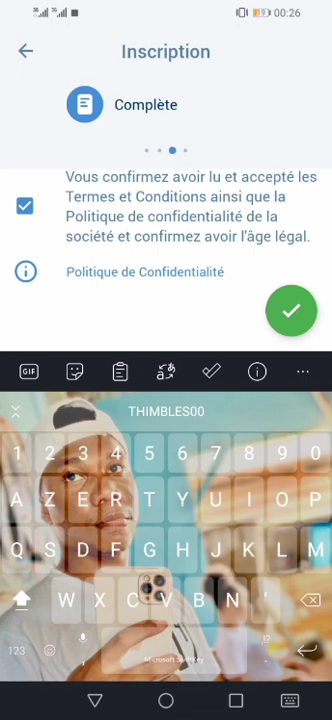 00:26
Inscription
Complète
Vous confirmez avoir lu et accepté les
Termes et Conditions ainsi que la
Politique de confidentialité de la
société et confirmez avoir l'âge légal.
Politique de Confidentialité
GIF
THIMBLES00
1 2 3 4 5 6 7 8 9 0
A Z E R T Y U I O P
Q S D F G H J K L M
W X C V B N '
123 , !? .
Microsoft SwiftKey